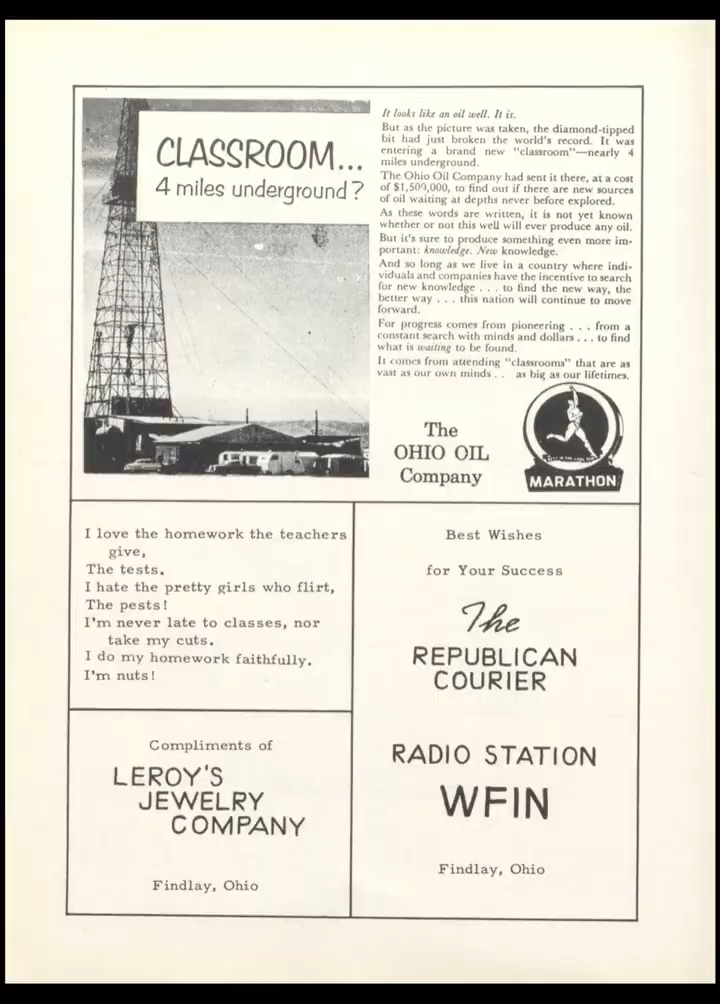 CLASSROOM...
4 miles underground?
It looks like an oil well. It is.
But as the picture was taken, the diamond-tipped
bit had just broken the world's record. It was
entering a brand new "classroom"—nearly 4
miles underground.
The Ohio Oil Company had sent it there, at a cost
of $1,500,000, to find out if there are new sources
of oil waiting at depths never before explored.
As these words are written, it is not yet known
whether or not this well will ever produce any oil.
But it's sure to produce something even more im-
portant: knowledge. New knowledge.
And so long as we live in a country where indi-
viduals and companies have the incentive to search
for new knowledge . . . to find the new way, the
better way . . . this nation will continue to move
forward.
For progress comes from pioneering . . . from a
constant search with minds and dollars . . . to find
what is waiting to be found.
It comes from attending "classrooms" that are as
vast as our own minds . . as big as our lifetimes.
The
OHIO OIL
Company
MARATHON
I love the homework the teachers
give,
The tests.
I hate the pretty girls who flirt,
The pests!
I'm never late to classes, nor
take my cuts.
I do my homework faithfully.
I'm nuts!
Compliments of
LEROY'S
JEWELRY
COMPANY
Findlay, Ohio
Best Wishes
for Your Success
The
REPUBLICAN
COURIER
RADIO STATION
WFIN
Findlay, Ohio